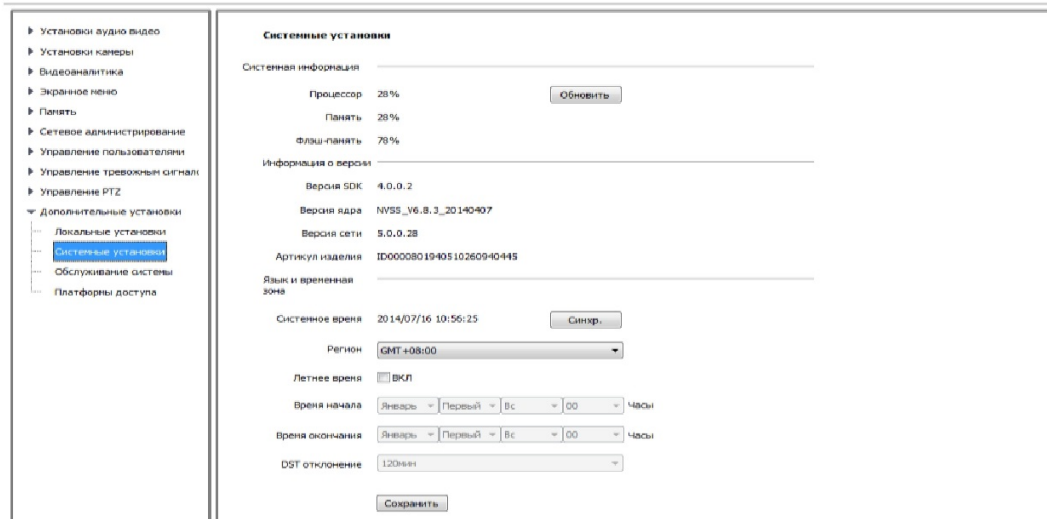 Установки аудио видео
Установки камеры
Видеоаналитика
Экранное меню
Память
Сетевое администрирование
Управление пользователями
Управление тревожным сигнало
Управление PTZ
Дополнительные установки
Локальные установки
Системные установки
Обслуживание системы
Платформы доступа
Системные установки
Системная информация
Процессор 28% Обновить
Память 28%
Флэш-память 78%
Информация о версии
Версия SDK 4.0.0.2
Версия ядра NVSS_V6.8.3_20140407
Версия сети 5.0.0.28
Артикул изделия ID0000801940510260940445
Язык и временная
зона
Системное время 2014/07/16 10:56:25 Синхр.
Регион GMT+08:00
Летнее время ВКЛ
Время начала Январь Первый Вс 00 Часы
Время окончания Январь Первый Вс 00 Часы
DST отклонение 120мин
Сохранить